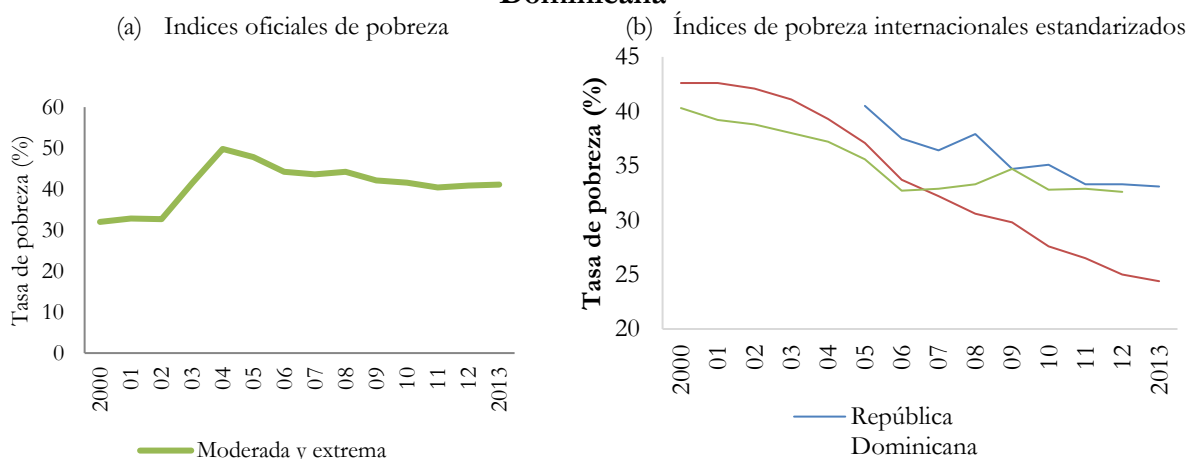 Dominicana
(a) Indices oficiales de pobreza
Tasa de pobreza (%)
60
50
40
30
20
10
0
2000 01 02 03 04 05 06 07 08 09 10 11 12 2013
Moderada y extrema
(b) Índices de pobreza internacionales estandarizados
Tasa de pobreza (%)
45
40
35
30
25
20
2000 01 02 03 04 05 06 07 08 09 10 11 12 2013
República
Dominicana